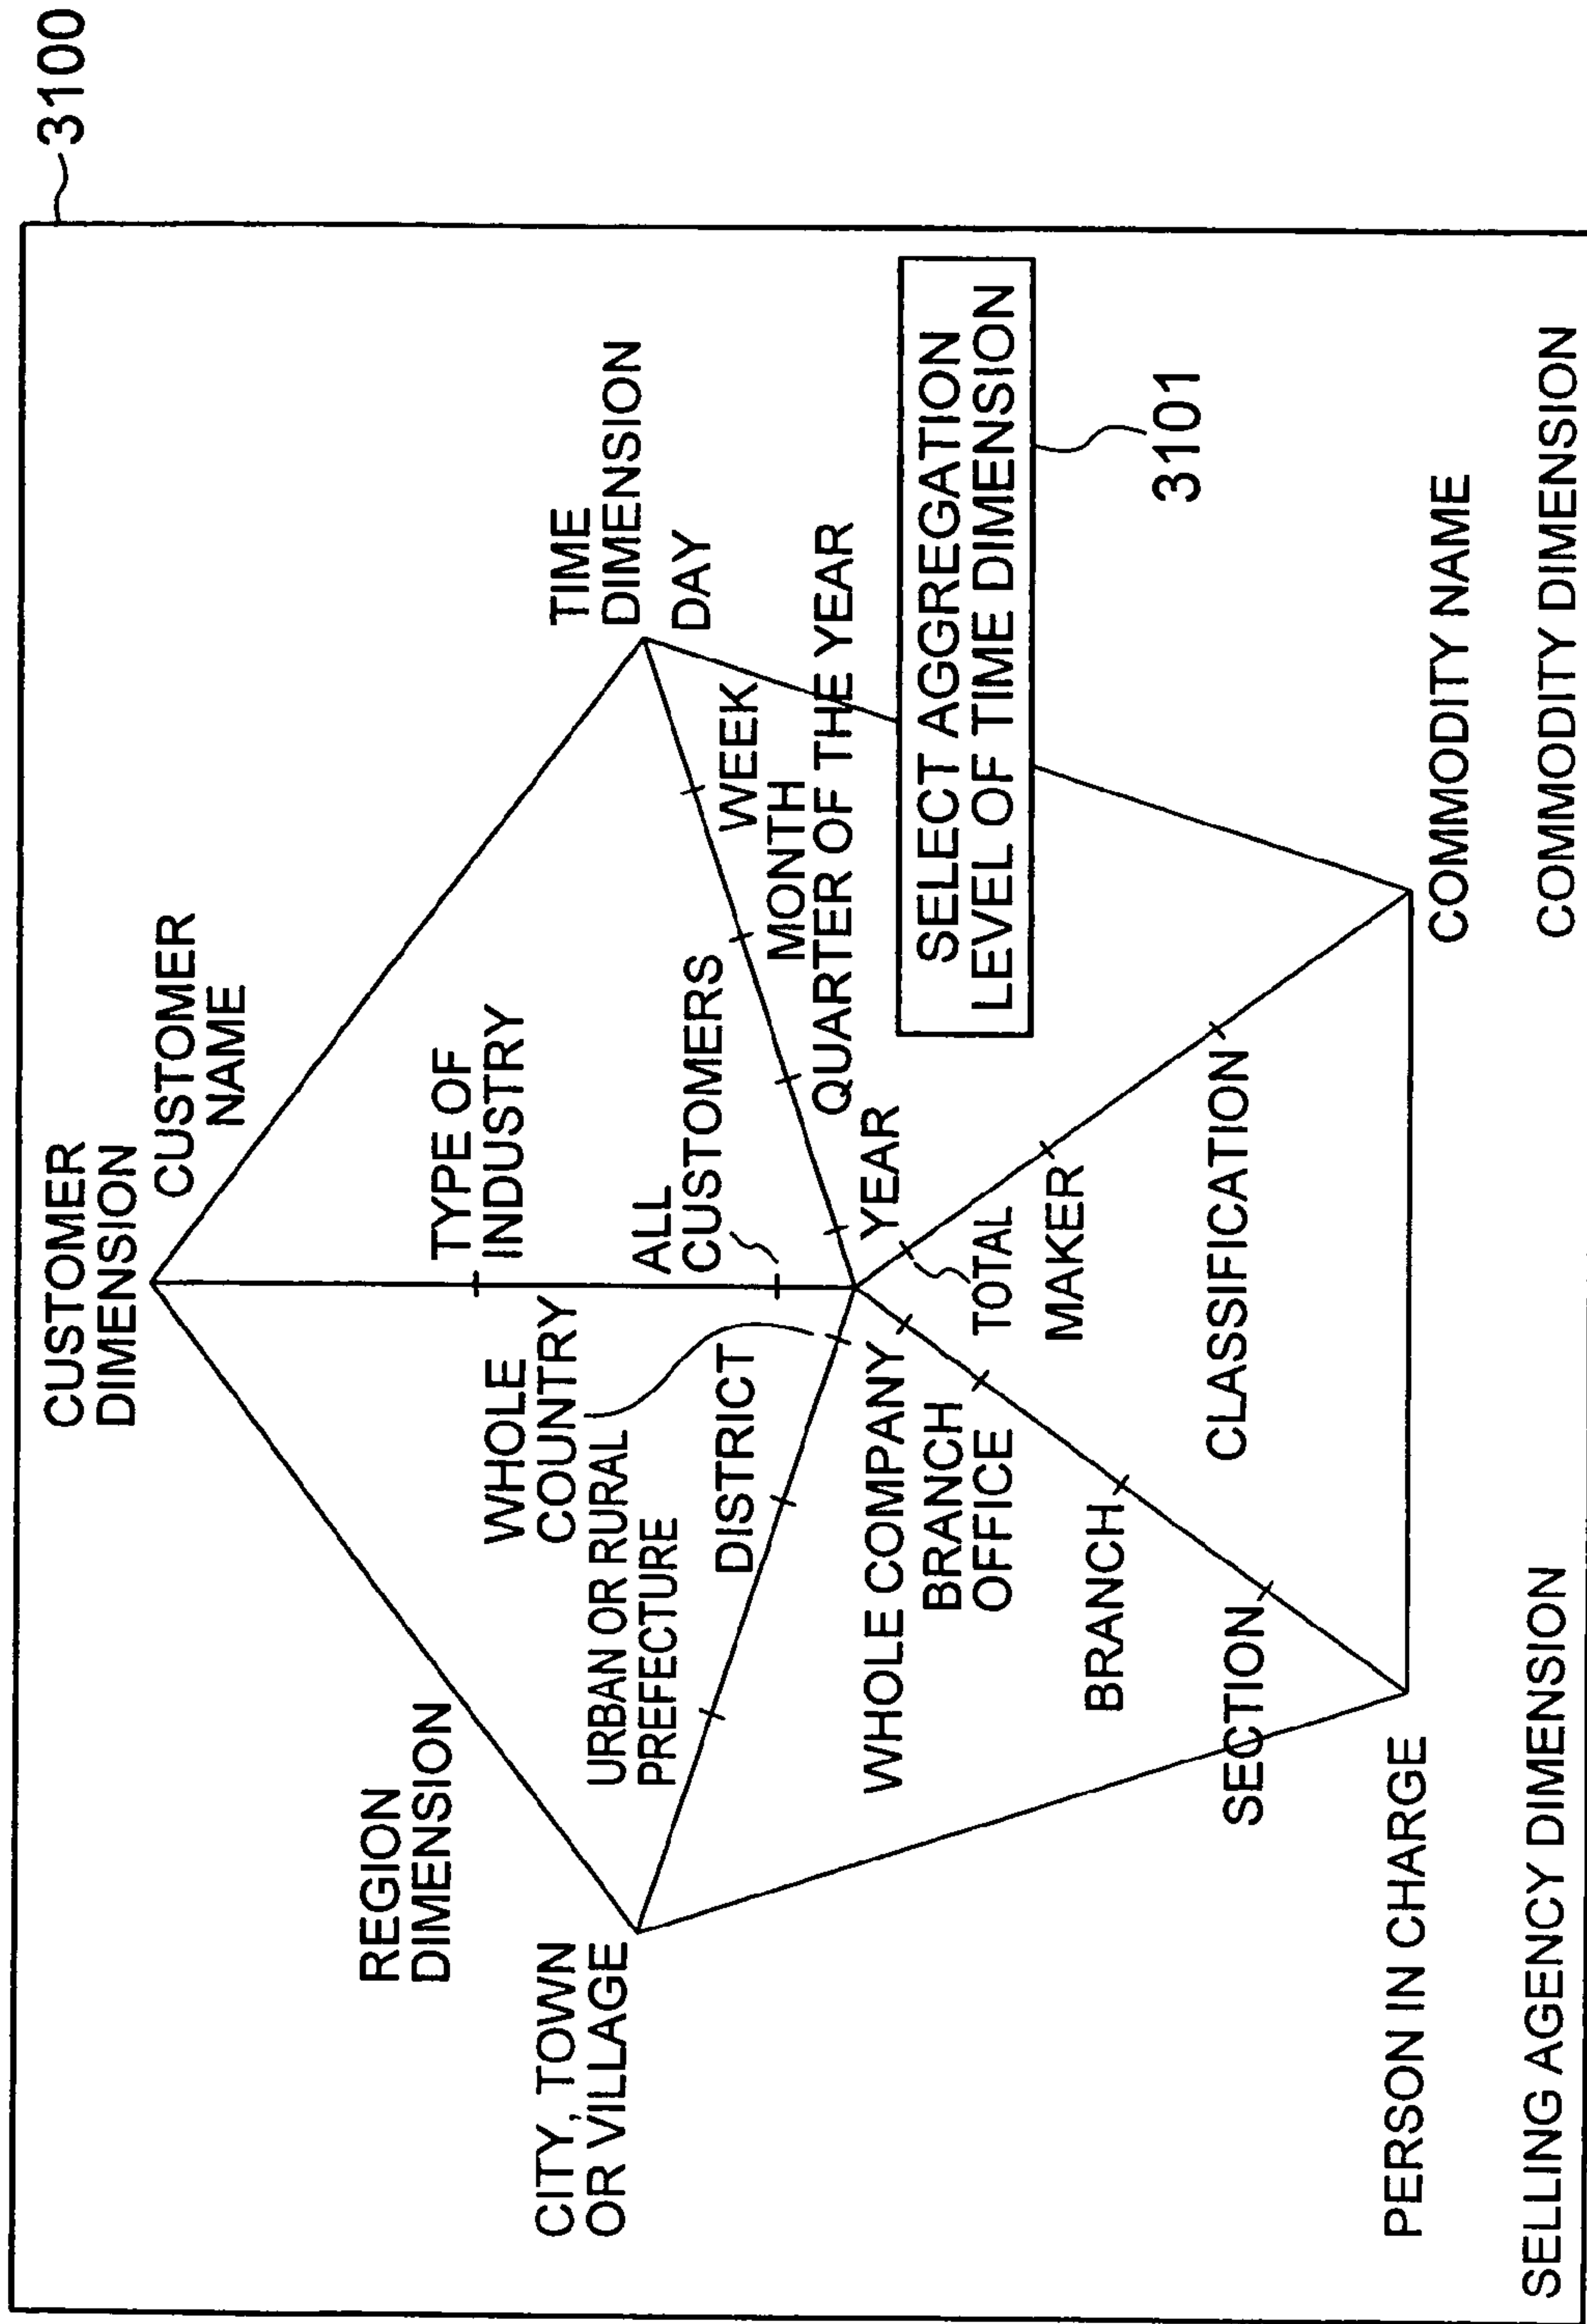 3100
CUSTOMER
DIMENSION
CUSTOMER
NAME
REGION
DIMENSION
TYPE OF
INDUSTRY
TIME
DIMENSION
DAY
WHOLE
COUNTRY
ALL
CUSTOMERS
CITY, TOWN
OR VILLAGE
URBAN OR RURAL
PREFECTURE
DISTRICT
WEEK
MONTH
QUARTER OF THE YEAR
YEAR
SELECT AGGREGATION
LEVEL OF TIME DIMENSION
3101
WHOLE COMPANY
BRANCH
OFFICE
TOTAL
MAKER
BRANCH
SECTION
CLASSIFICATION
PERSON IN CHARGE
COMMODITY NAME
SELLING AGENCY DIMENSION
COMMODITY DIMENSION